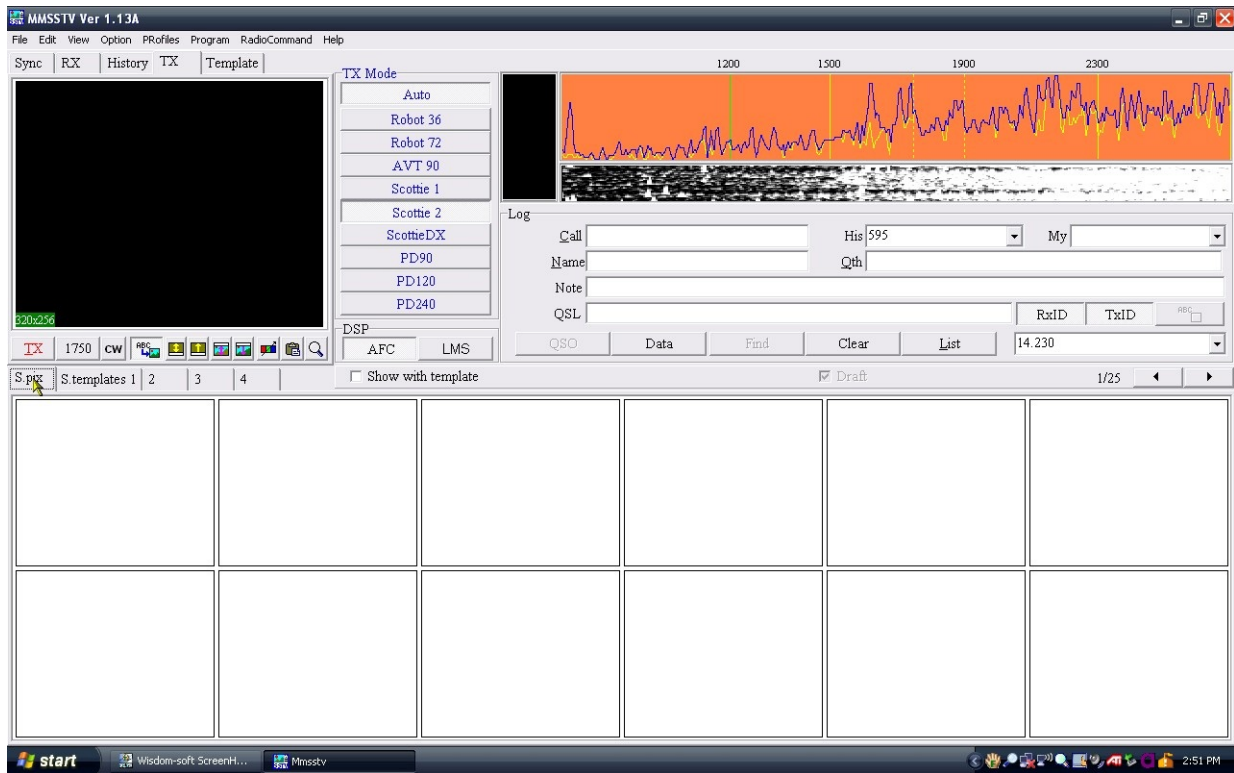 MMSSTV Ver 1.13A
File Edit View Option PRofiles Program RadioCommand Help
Sync RX History TX Template
TX Mode
Auto
Robot 36
Robot 72
AVT 90
Scottie 1
Scottie 2
ScottieDX
PD90
PD120
PD240
DSP
AFC LMS
1200 1500 1900 2300
Log
Call His 595 My
Name Qth
Note
QSL RxID TxID ABC
QSO Data Find Clear List 14.230
320x256
TX 1750 CW ABC
S.pix S.templates 1 2 3 4
Show with template Draft 1/25
start Wisdom-soft ScreenH... Mmsstv 2:51 PM